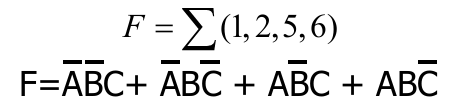 F = ∑(1,2,5,6)
F=A̅B̅C+ A̅BC̅ + AB̅C + ABC̅